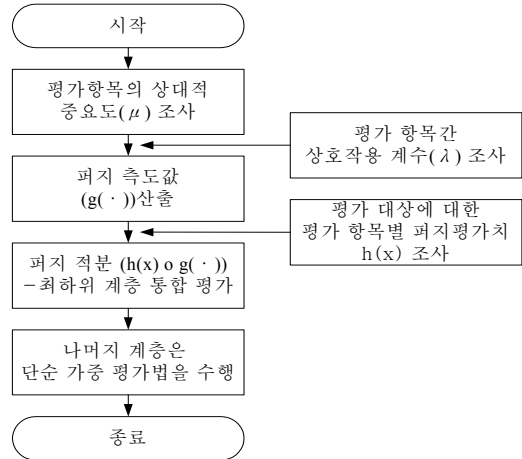 시작
평가항목의 상대적
중요도(μ) 조사
평가 항목간
상호작용 계수(λ) 조사
퍼지 측도값
(g(·))산출
평가 대상에 대한
평가 항목별 퍼지평가치
h(x) 조사
퍼지 적분 (h(x) o g(·))
-최하위 계층 통합 평가
나머지 계층은
단순 가중 평가법을 수행
종료